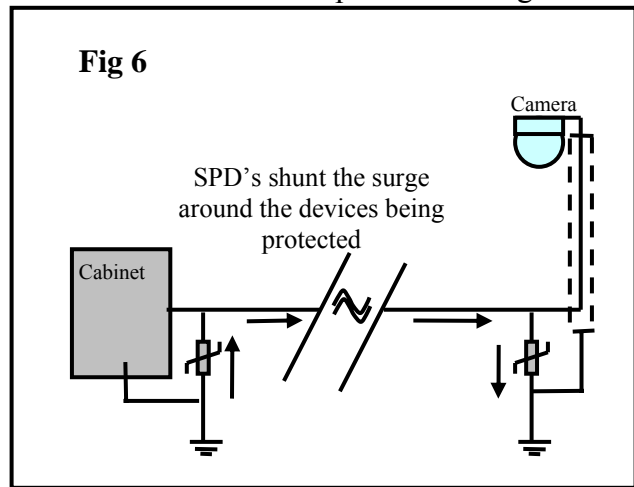 Fig 6
Camera
SPD’s shunt the surge
around the devices being
protected
Cabinet